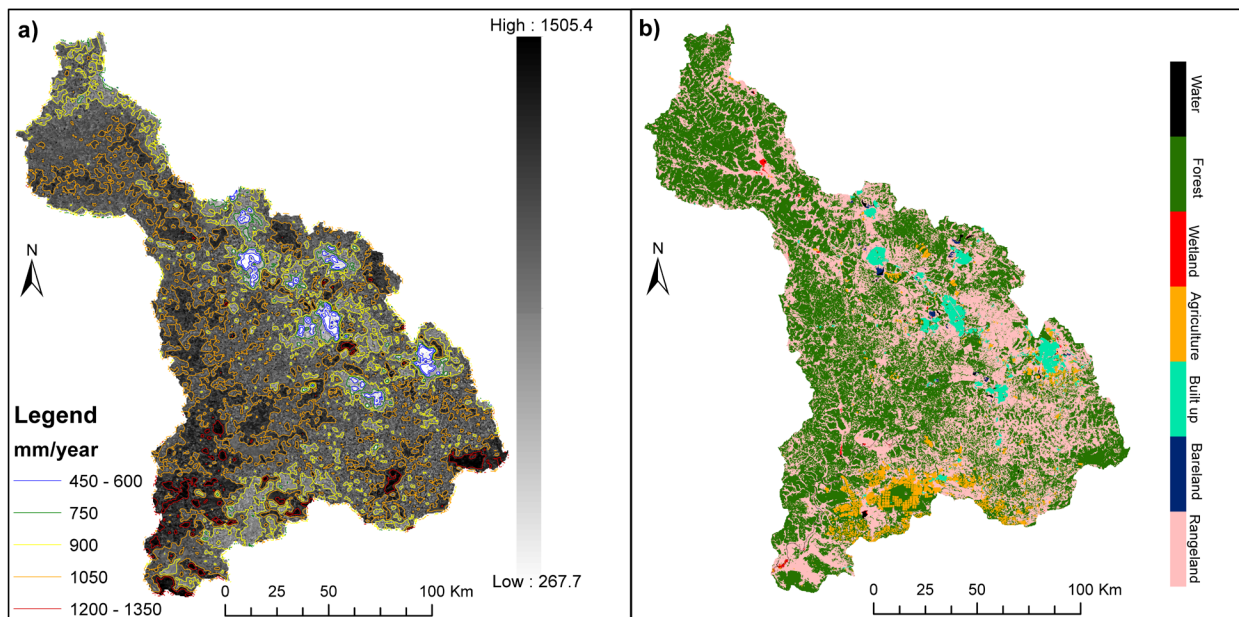 a)
High : 1505.4
N
Legend
mm/year
450 - 600
750
900
1050
1200 - 1350
Low : 267.7
0 25 50 100 Km
b)
Water
Forest
Wetland
Agriculture
Built up
Bareland
Rangeland
N
0 25 50 100 Km